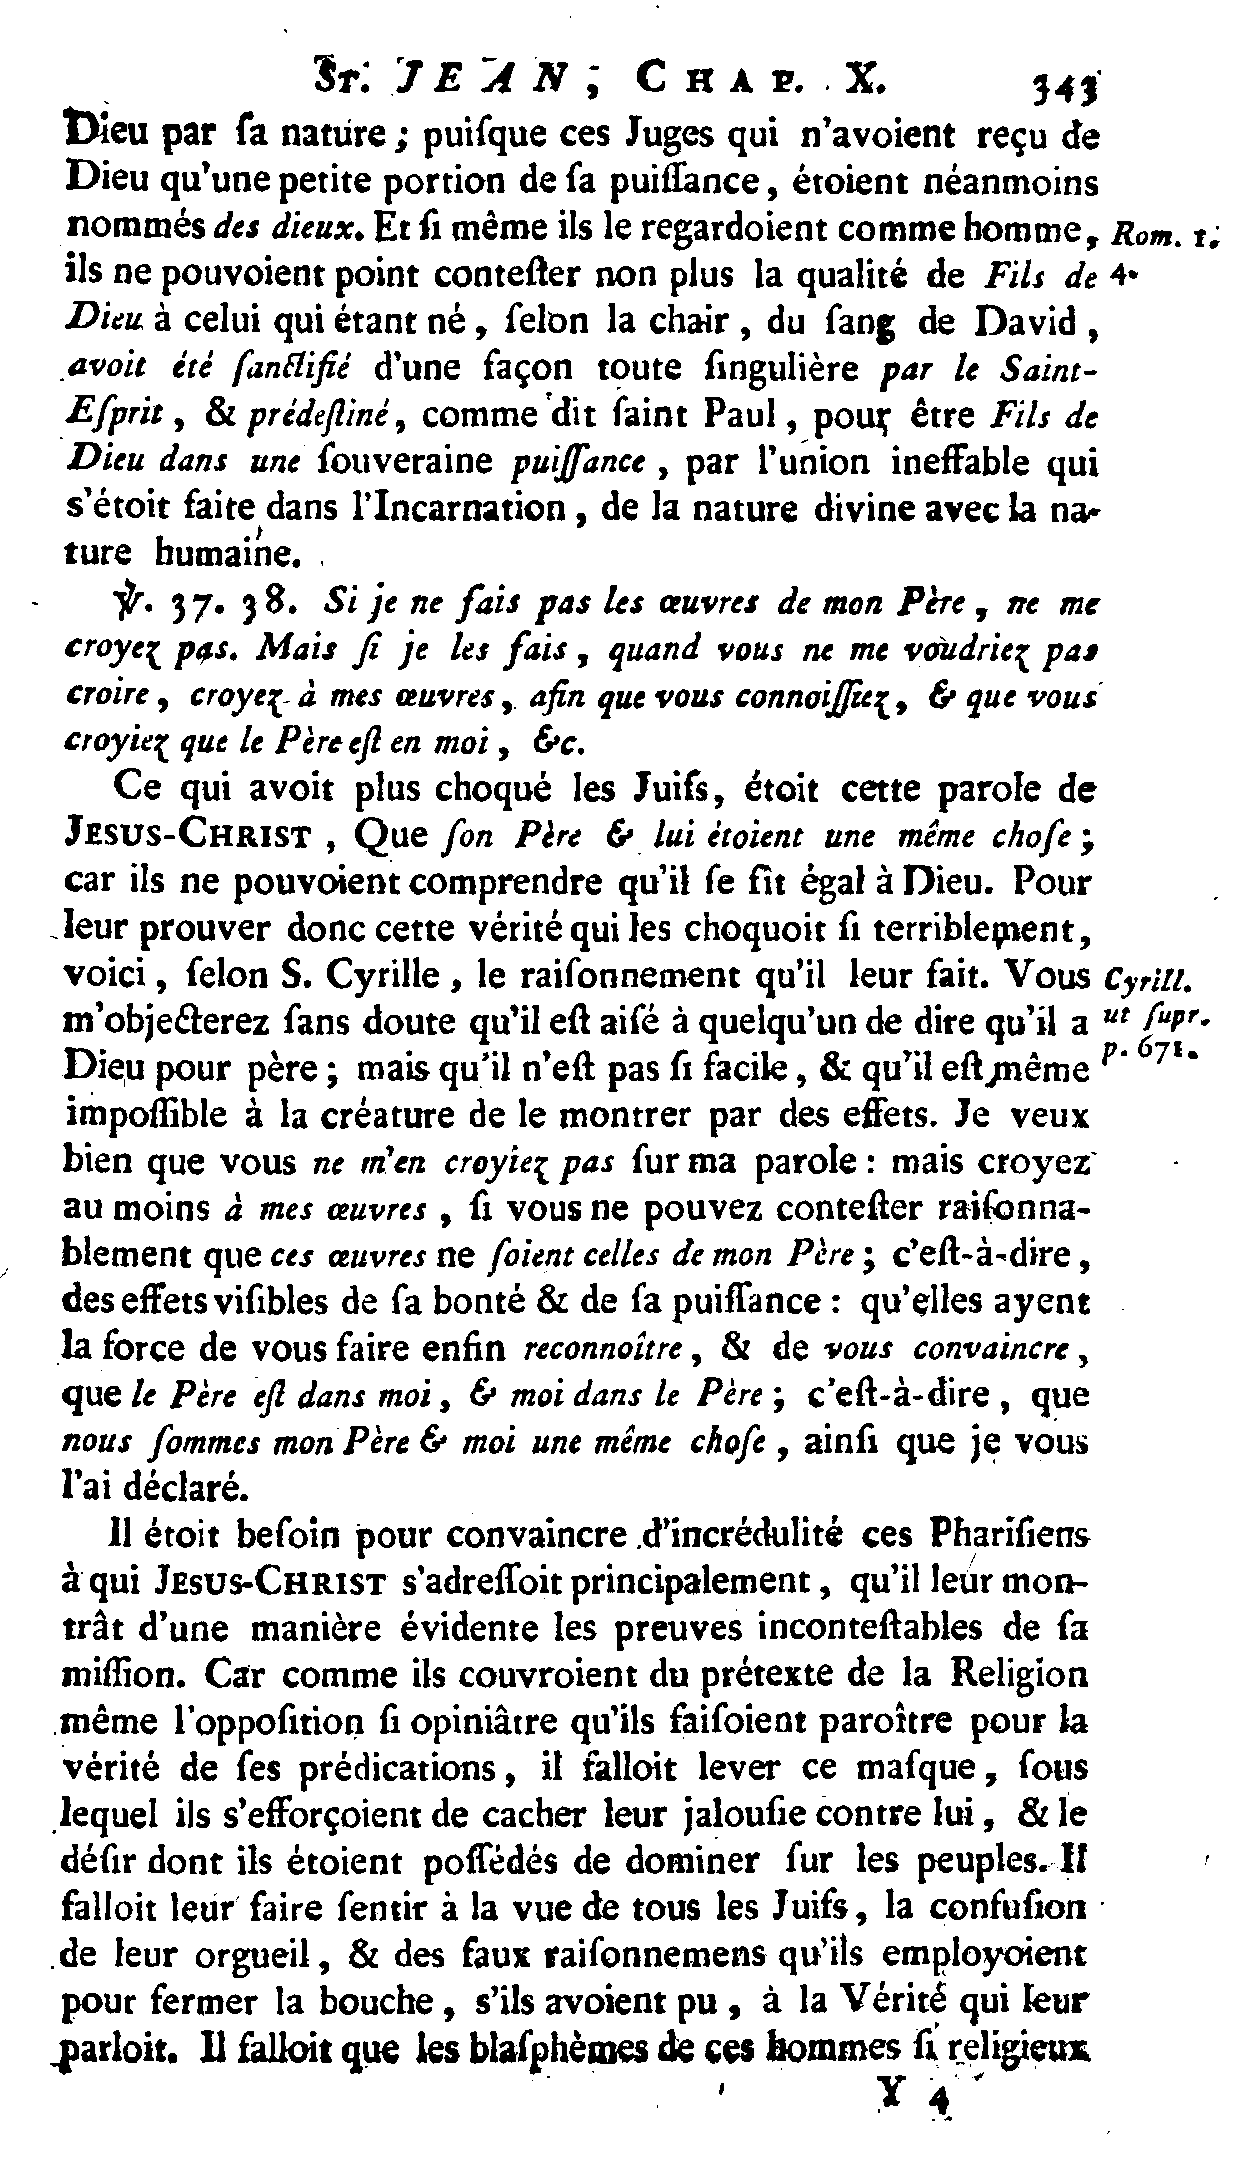 ST. JEAN, CHAP. X. 343
Dieu par ſa nature ; puiſque ces Juges qui n'avoient reçu de
Dieu qu'une petite portion de ſa puiſſance, étoient néanmoins
nommés des dieux. Et ſi même ils le regardoient comme homme, Rom. 1.
ils ne pouvoient point conteſter non plus la qualité de Fils de 4.
Dieu à celui qui étant né, ſelon la chair, du ſang de David,
avoit été ſanctifié d'une façon toute ſingulière par le Saint-
Eſprit, & prédeſtiné, comme dit ſaint Paul, pour être Fils de
Dieu dans une ſouveraine puiſſance, par l'union ineffable qui
s'étoit faite dans l'Incarnation, de la nature divine avec la na-
ture humaine.
℣. 37. 38. Si je ne fais pas les œuvres de mon Père, ne me
croyez pas. Mais ſi je les fais, quand vous ne me voudriez pas
croire, croyez à mes œuvres, afin que vous connoiſſiez, & que vous
croyiez que le Père eſt en moi, &c.
Ce qui avoit plus choqué les Juifs, étoit cette parole de
JESUS-CHRIST, Que ſon Père & lui étoient une même choſe ;
car ils ne pouvoient comprendre qu'il ſe fît égal à Dieu. Pour
leur prouver donc cette vérité qui les choquoit ſi terriblement,
voici, ſelon S. Cyrille, le raiſonnement qu'il leur fait. Vous Cyrill.
m'objecterez ſans doute qu'il eſt aiſé à quelqu'un de dire qu'il a ut ſupr.
Dieu pour père ; mais qu'il n'eſt pas ſi facile, & qu'il eſt même p. 671.
impoſſible à la créature de le montrer par des effets. Je veux
bien que vous ne m'en croyiez pas ſur ma parole : mais croyez
au moins à mes œuvres, ſi vous ne pouvez conteſter raiſonna-
blement que ces œuvres ne ſoient celles de mon Père ; c'eſt-à-dire,
des effets viſibles de ſa bonté & de ſa puiſſance : qu'elles ayent
la force de vous faire enfin reconnoître, & de vous convaincre,
que le Père eſt dans moi, & moi dans le Père ; c'eſt-à-dire, que
nous ſommes mon Père & moi une même choſe, ainſi que je vous
l'ai déclaré.
Il étoit beſoin pour convaincre d'incrédulité ces Phariſiens
à qui JESUS-CHRIST s'adreſſoit principalement, qu'il leur mon-
trât d'une manière évidente les preuves inconteſtables de ſa
miſſion. Car comme ils couvroient du prétexte de la Religion
même l'oppoſition ſi opiniâtre qu'ils faiſoient paroître pour la
vérité de ſes prédications, il falloit lever ce maſque, ſous
lequel ils s'efforçoient de cacher leur jalouſie contre lui, & le
déſir dont ils étoient poſſédés de dominer ſur les peuples. Il
falloit leur faire ſentir à la vue de tous les Juifs, la confuſion
de leur orgueil, & des faux raiſonnemens qu'ils employoient
pour fermer la bouche, s'ils avoient pu, à la Vérité qui leur
parloit. Il falloit que les blaſphèmes de ces hommes ſi religieux
Y 4